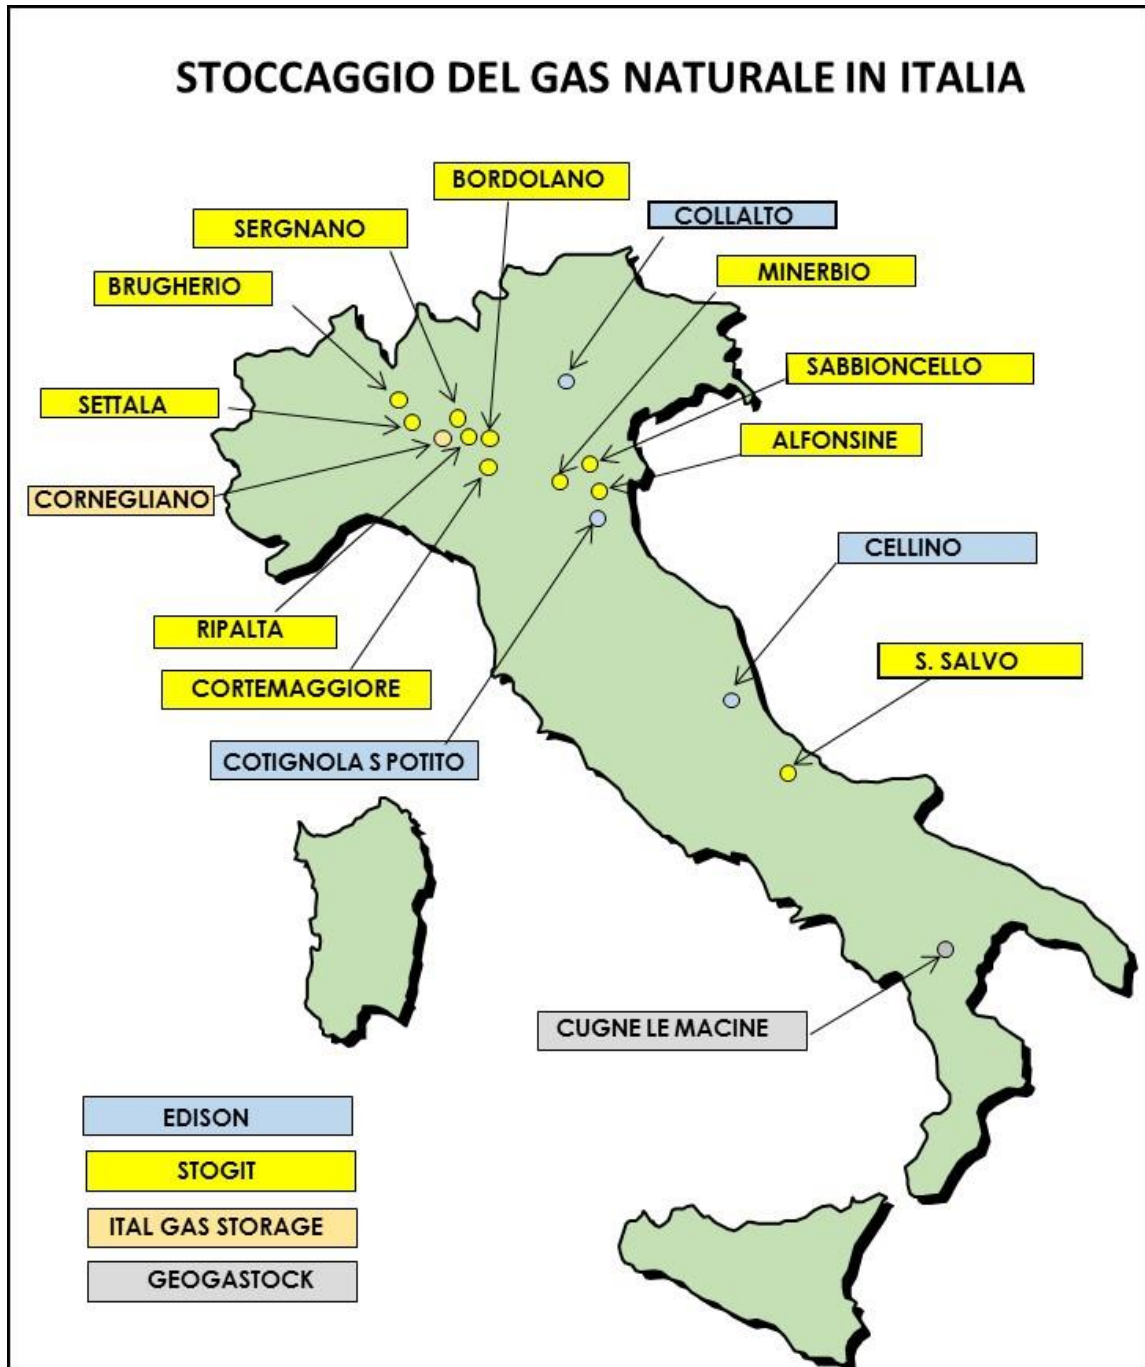 STOCCAGGIO DEL GAS NATURALE IN ITALIA
BORDOLANO
COLLALTO
SERGNANO
MINERBIO
BRUGHERIO
SABBIONCELLO
SETTALA
ALFONSINE
CORNEGLIANO
CELLINO
RIPALTA
S. SALVO
CORTEMAGGIORE
COTIGNOLA S POTITO
CUGNE LE MACINE
EDISON
STOGIT
ITAL GAS STORAGE
GEOGASTOCK